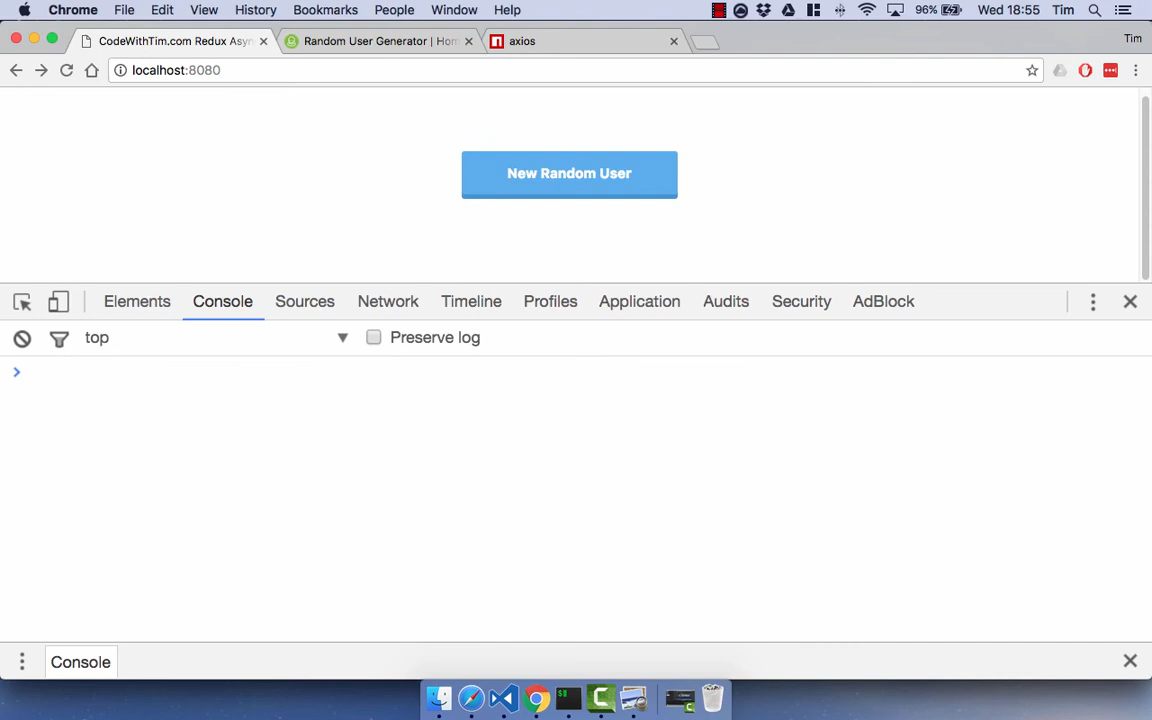 Chrome File Edit View History Bookmarks People Window Help 96% Wed 18:55 Tim
CodeWithTim.com Redux Asyn Random User Generator | Hom axios Tim
localhost:8080
New Random User
Elements Console Sources Network Timeline Profiles Application Audits Security AdBlock
top Preserve log
>
Console